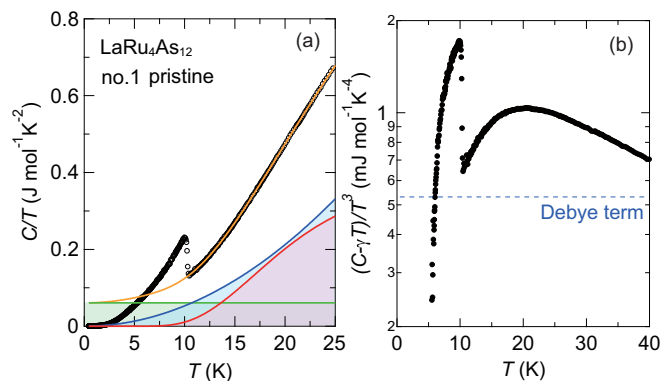 (a)
LaRu4As12
no.1 pristine
C/T (J mol⁻¹K⁻²)
0.8
0.6
0.4
0.2
0
0 5 10 15 20 25
T (K)
(b)
(C-γT)/T³ (mJ mol⁻¹K⁻⁴)
2
1
9
8
7
6
5
4
3
2
Debye term
0 10 20 30 40
T (K)